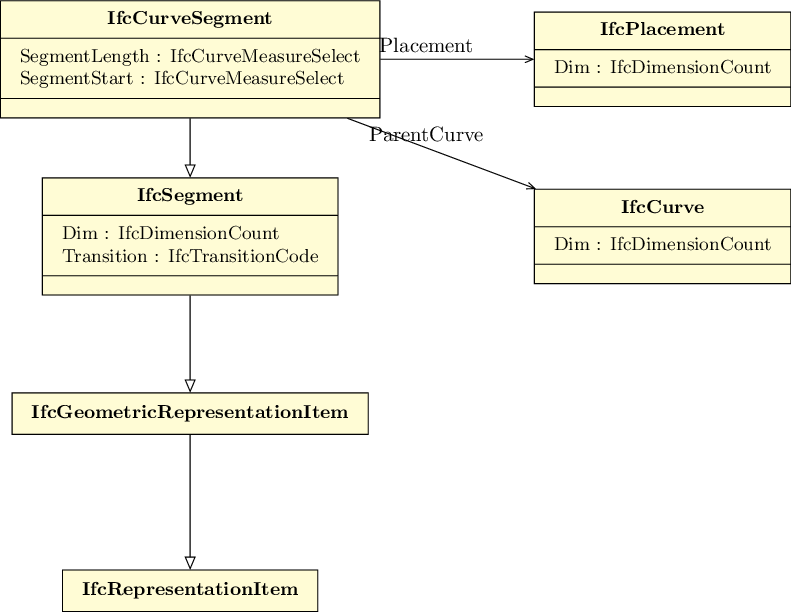 IfcCurveSegment
SegmentLength : IfcCurveMeasureSelect
SegmentStart : IfcCurveMeasureSelect
Placement
IfcPlacement
Dim : IfcDimensionCount
ParentCurve
IfcSegment
Dim : IfcDimensionCount
Transition : IfcTransitionCode
IfcCurve
Dim : IfcDimensionCount
IfcGeometricRepresentationItem
IfcRepresentationItem